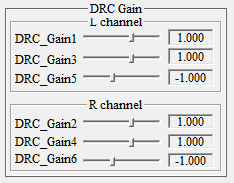 DRC Gain
L channel
DRC_Gain1 1.000
DRC_Gain3 1.000
DRC_Gain5 -1.000
R channel
DRC_Gain2 1.000
DRC_Gain4 1.000
DRC_Gain6 -1.000